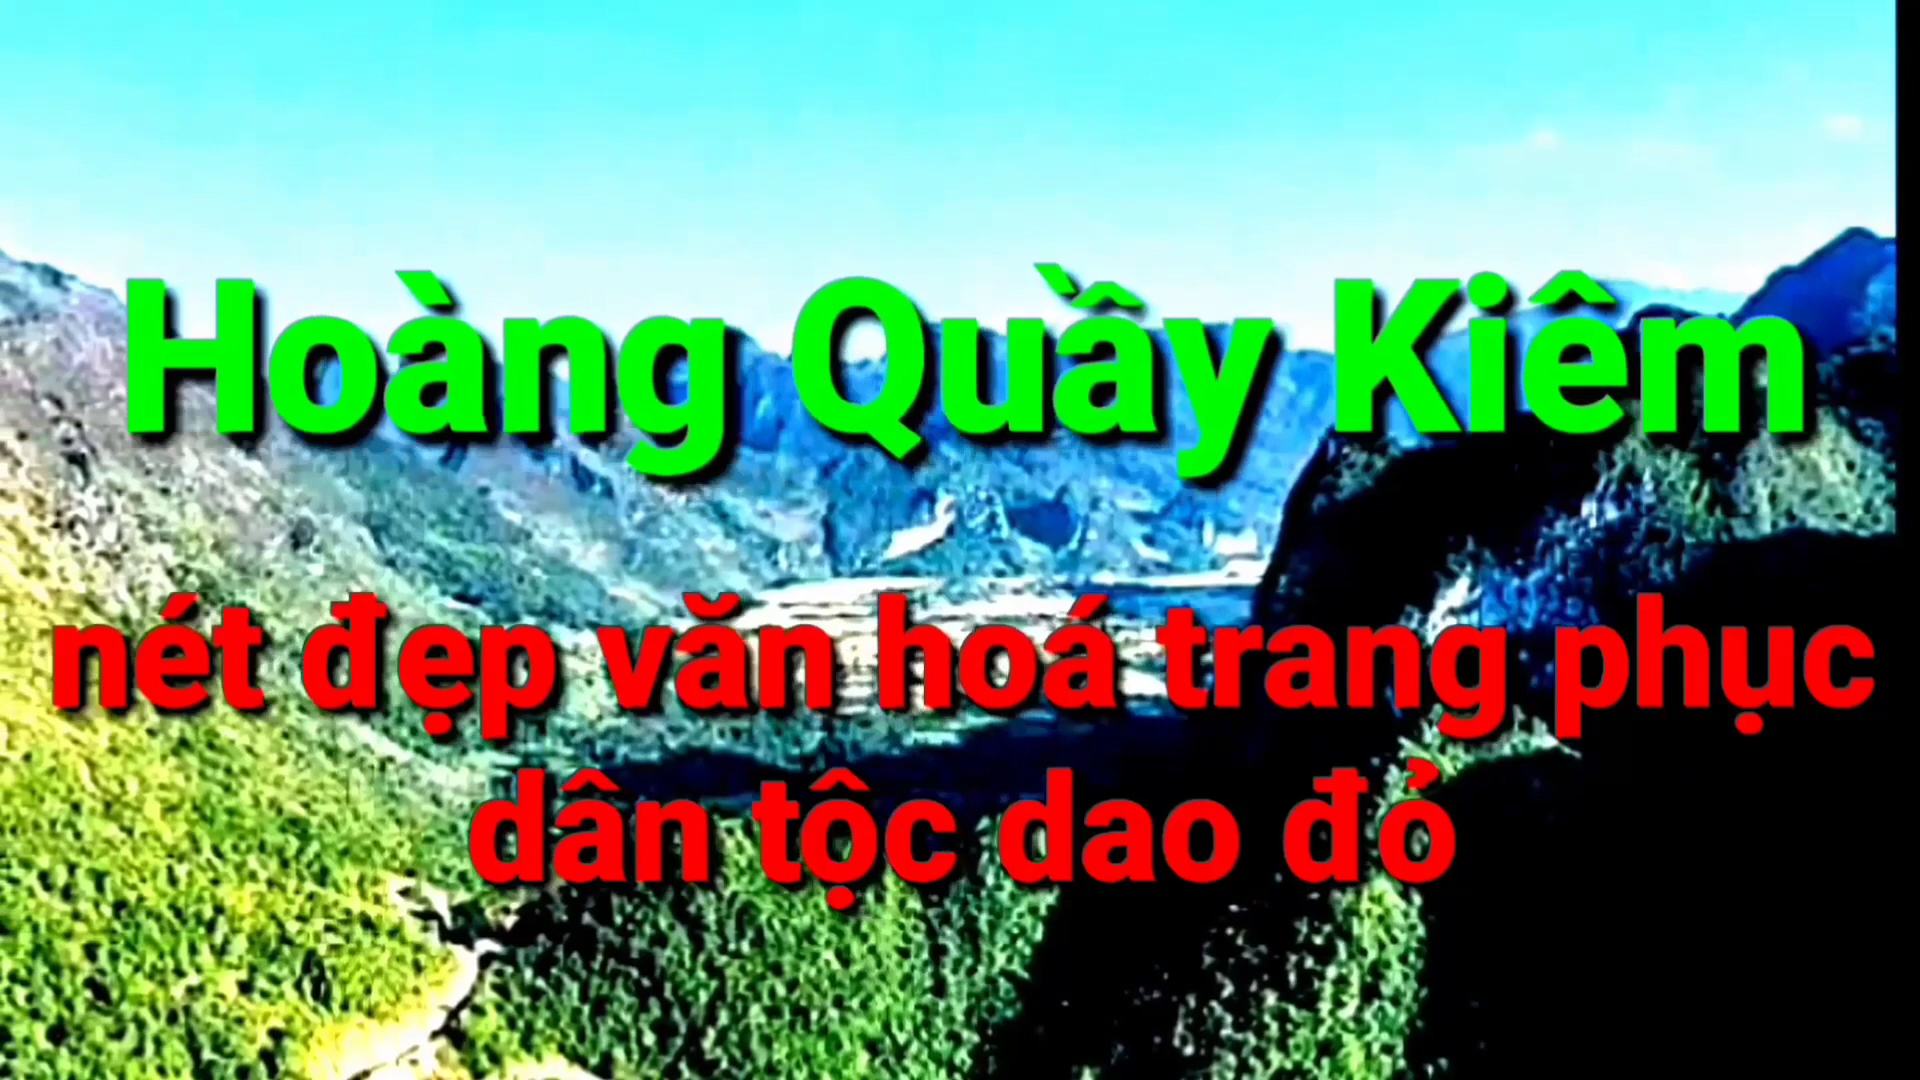 Hoàng Quầy Kiêm
nét đẹp văn hoá trang phục
dân tộc dao đỏ